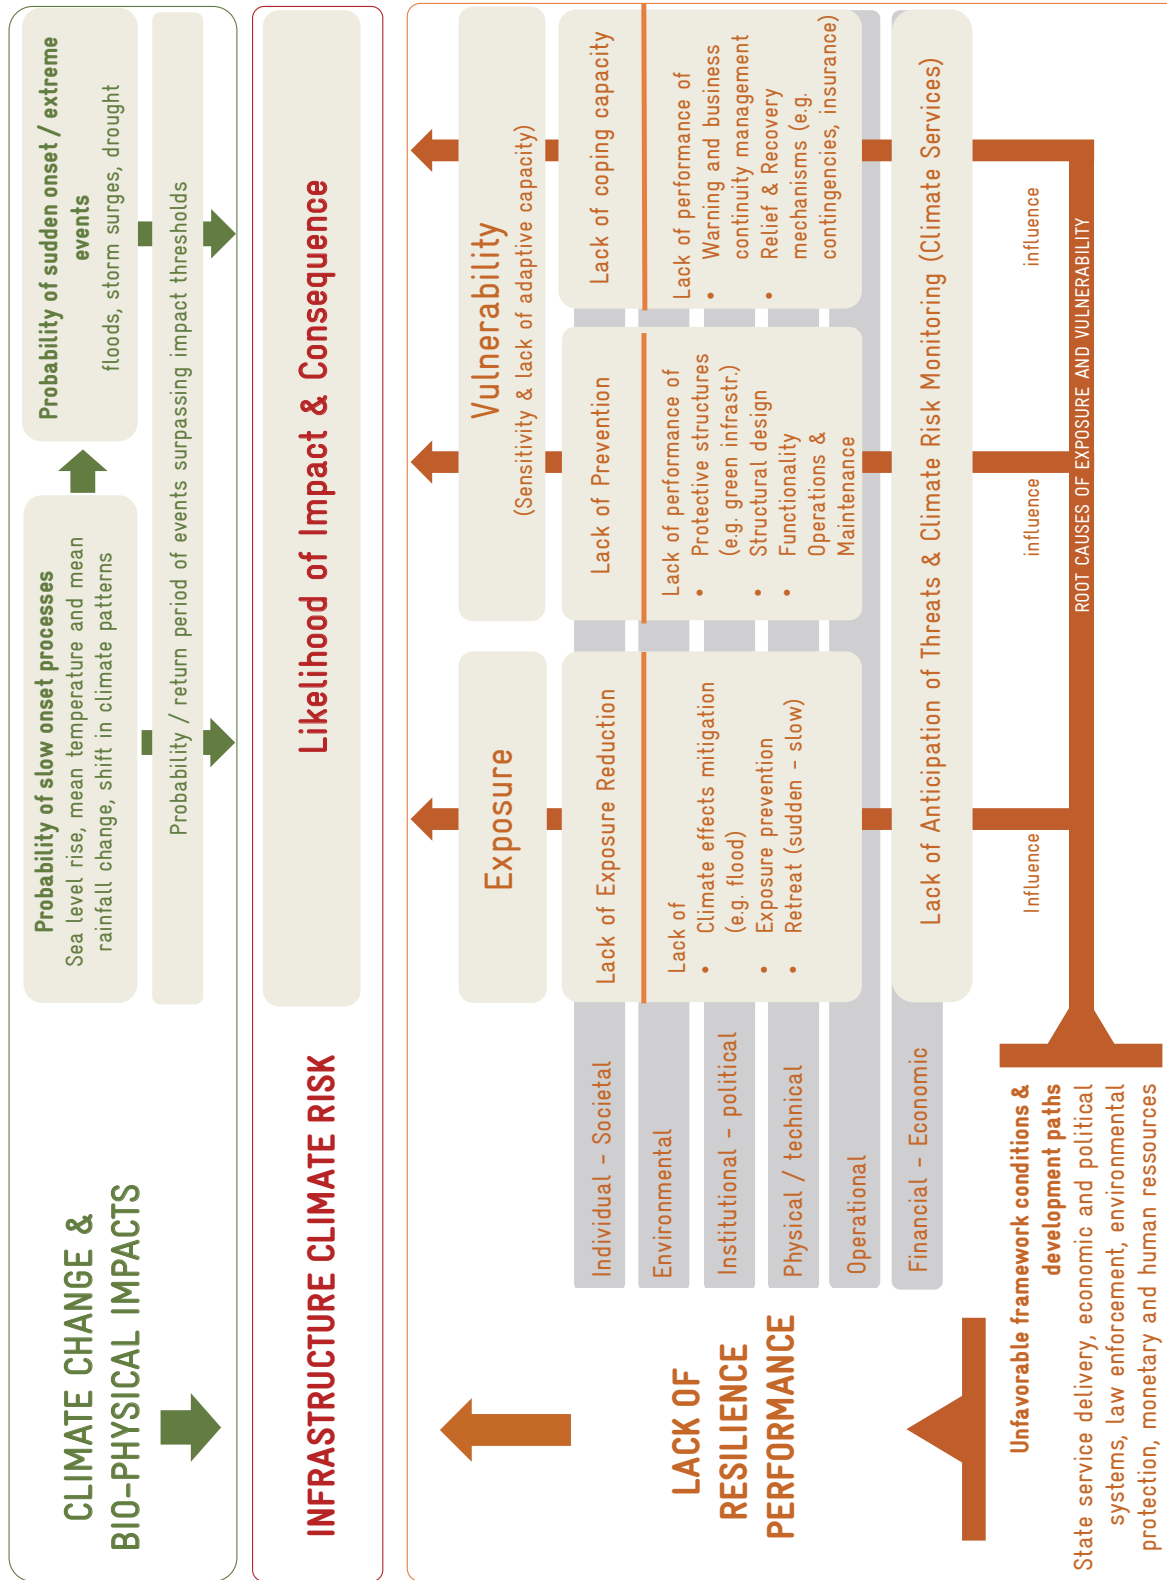 CLIMATE CHANGE &
BIO-PHYSICAL IMPACTS
Probability of slow onset processes
Sea level rise, mean temperature and mean
rainfall change, shift in climate patterns
Probability of sudden onset / extreme
events
floods, storm surges, drought
Probability / return period of events surpassing impact thresholds
INFRASTRUCTURE CLIMATE RISK
Likelihood of Impact & Consequence
LACK OF
RESILIENCE
PERFORMANCE
Exposure
Vulnerability
(Sensitivity & lack of adaptive capacity)
Individual - Societal
Environmental
Institutional - political
Physical / technical
Operational
Financial - Economic
Lack of Exposure Reduction
Lack of
• Climate effects mitigation
(e.g. flood)
• Exposure prevention
• Retreat (sudden - slow)
Lack of Prevention
Lack of performance of
• Protective structures
(e.g. green infrastr.)
• Structural design
• Functionality
Operations &
Maintenance
Lack of coping capacity
Lack of performance of
• Warning and business
continuity management
• Relief & Recovery
mechanisms (e.g.
contingencies, insurance)
Lack of Anticipation of Threats & Climate Risk Monitoring (Climate Services)
Influence
influence
influence
ROOT CAUSES OF EXPOSURE AND VULNERABILITY
Unfavorable framework conditions &
development paths
State service delivery, economic and political
systems, law enforcement, environmental
protection, monetary and human ressources